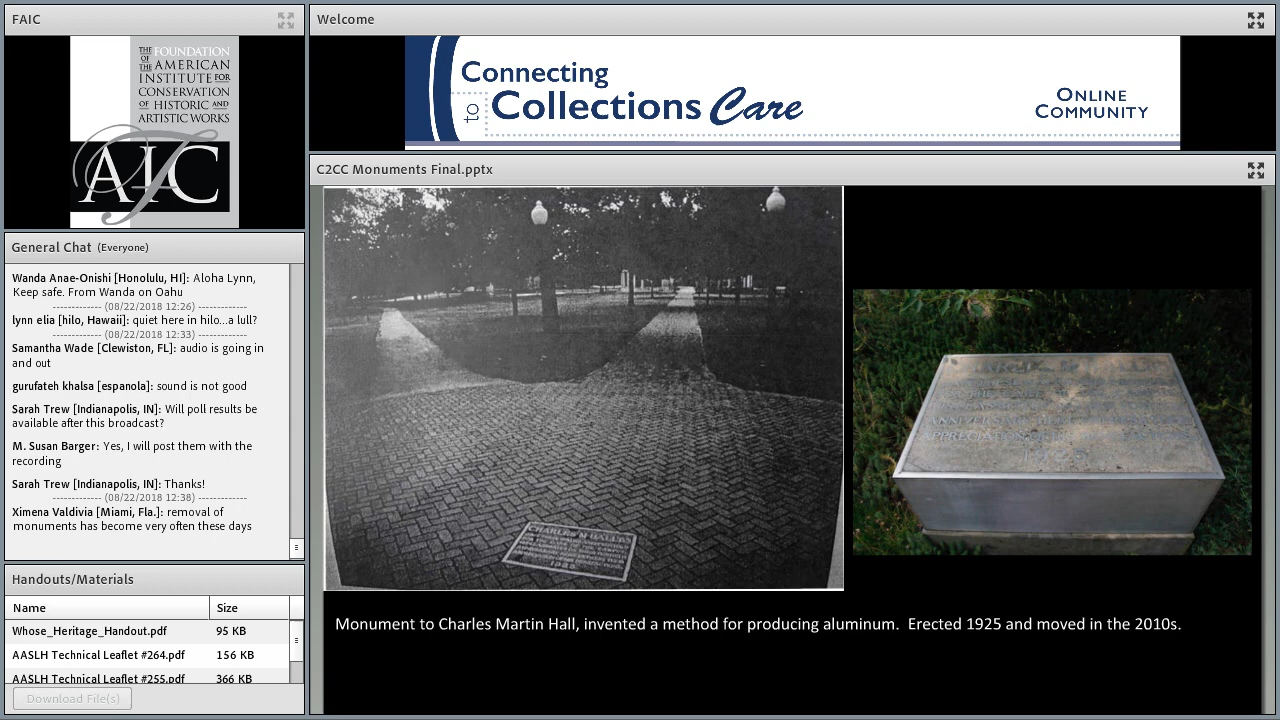 FAIC
THE FOUNDATION
OF THE AMERICAN
INSTITUTE FOR
CONSERVATION
OF HISTORIC AND
ARTISTIC WORKS
AIC
General Chat (Everyone)
Wanda Anae-Onishi [Honolulu, HI]: Aloha Lynn,
Keep safe. From Wanda on Oahu
------------- (08/22/2018 12:26) -------------
lynn elia [hilo, Hawaii]: quiet here in hilo...a lull?
------------- (08/22/2018 12:33) -------------
Samantha Wade [Clewiston, FL]: audio is going in
and out
gurufateh khalsa [espanola]: sound is not good
Sarah Trew [Indianapolis, IN]: Will poll results be
available after this broadcast?
M. Susan Barger: Yes, I will post them with the
recording
Sarah Trew [Indianapolis, IN]: Thanks!
------------- (08/22/2018 12:38) -------------
Ximena Valdivia [Miami, Fla.]: removal of
monuments has become very often these days
Handouts/Materials
Name Size
Whose_Heritage_Handout.pdf 95 KB
AASLH Technical Leaflet #264.pdf 156 KB
AASLH Technical Leaflet #255.pdf 366 KB
Download File(s)
Welcome
Connecting
to Collections Care
ONLINE
COMMUNITY
C2CC Monuments Final.pptx
CHARLES M HALL
Monument to Charles Martin Hall, invented a method for producing aluminum. Erected 1925 and moved in the 2010s.